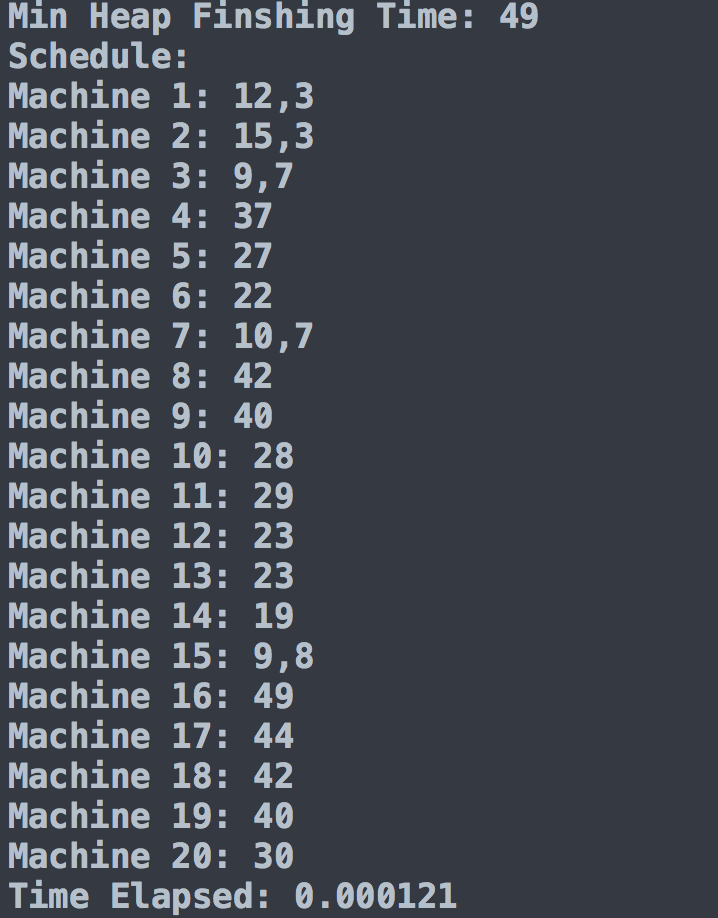 Min Heap Finshing Time: 49
Schedule:
Machine 1: 12,3
Machine 2: 15,3
Machine 3: 9,7
Machine 4: 37
Machine 5: 27
Machine 6: 22
Machine 7: 10,7
Machine 8: 42
Machine 9: 40
Machine 10: 28
Machine 11: 29
Machine 12: 23
Machine 13: 23
Machine 14: 19
Machine 15: 9,8
Machine 16: 49
Machine 17: 44
Machine 18: 42
Machine 19: 40
Machine 20: 30
Time Elapsed: 0.000121